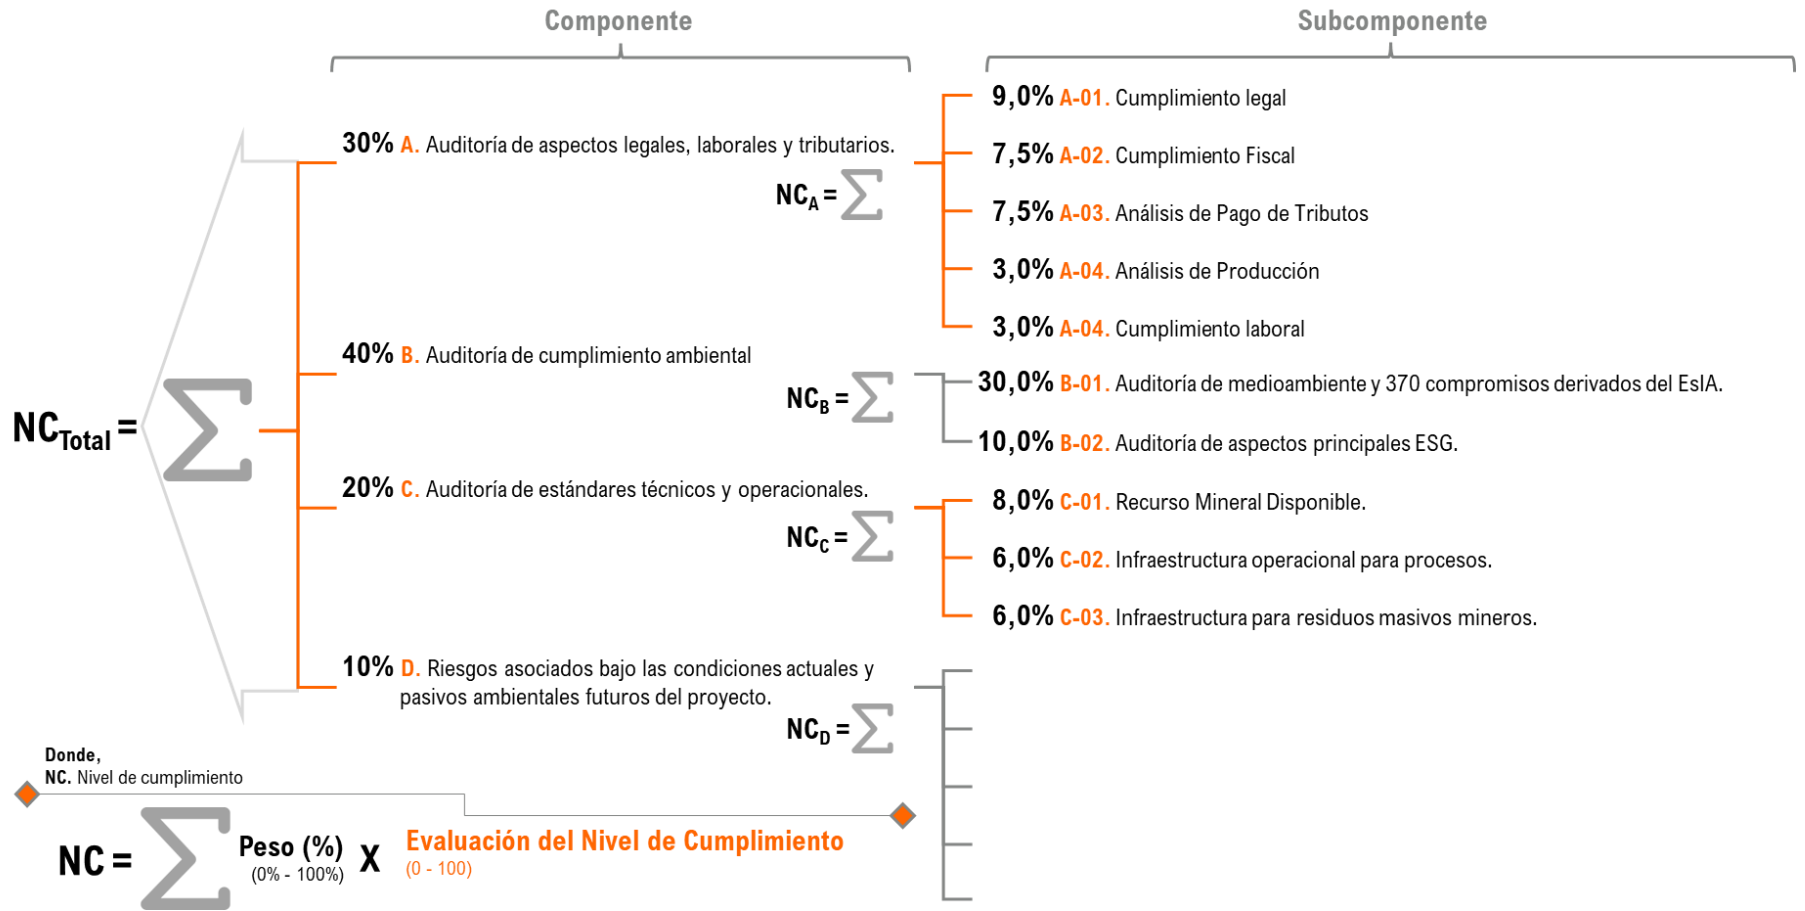 Componente
Subcomponente
30% A. Auditoría de aspectos legales, laborales y tributarios.
NCA = ∑
9,0% A-01. Cumplimiento legal
7,5% A-02. Cumplimiento Fiscal
7,5% A-03. Análisis de Pago de Tributos
3,0% A-04. Análisis de Producción
3,0% A-04. Cumplimiento laboral
40% B. Auditoría de cumplimiento ambiental
NCB = ∑
30,0% B-01. Auditoría de medioambiente y 370 compromisos derivados del EsIA.
10,0% B-02. Auditoría de aspectos principales ESG.
NCTotal = ∑
20% C. Auditoría de estándares técnicos y operacionales.
NCC = ∑
8,0% C-01. Recurso Mineral Disponible.
6,0% C-02. Infraestructura operacional para procesos.
6,0% C-03. Infraestructura para residuos masivos mineros.
10% D. Riesgos asociados bajo las condiciones actuales y
pasivos ambientales futuros del proyecto.
NCD = ∑
Donde,
NC. Nivel de cumplimiento
NC = ∑ Peso (%) X Evaluación del Nivel de Cumplimiento
(0% - 100%) (0 - 100)